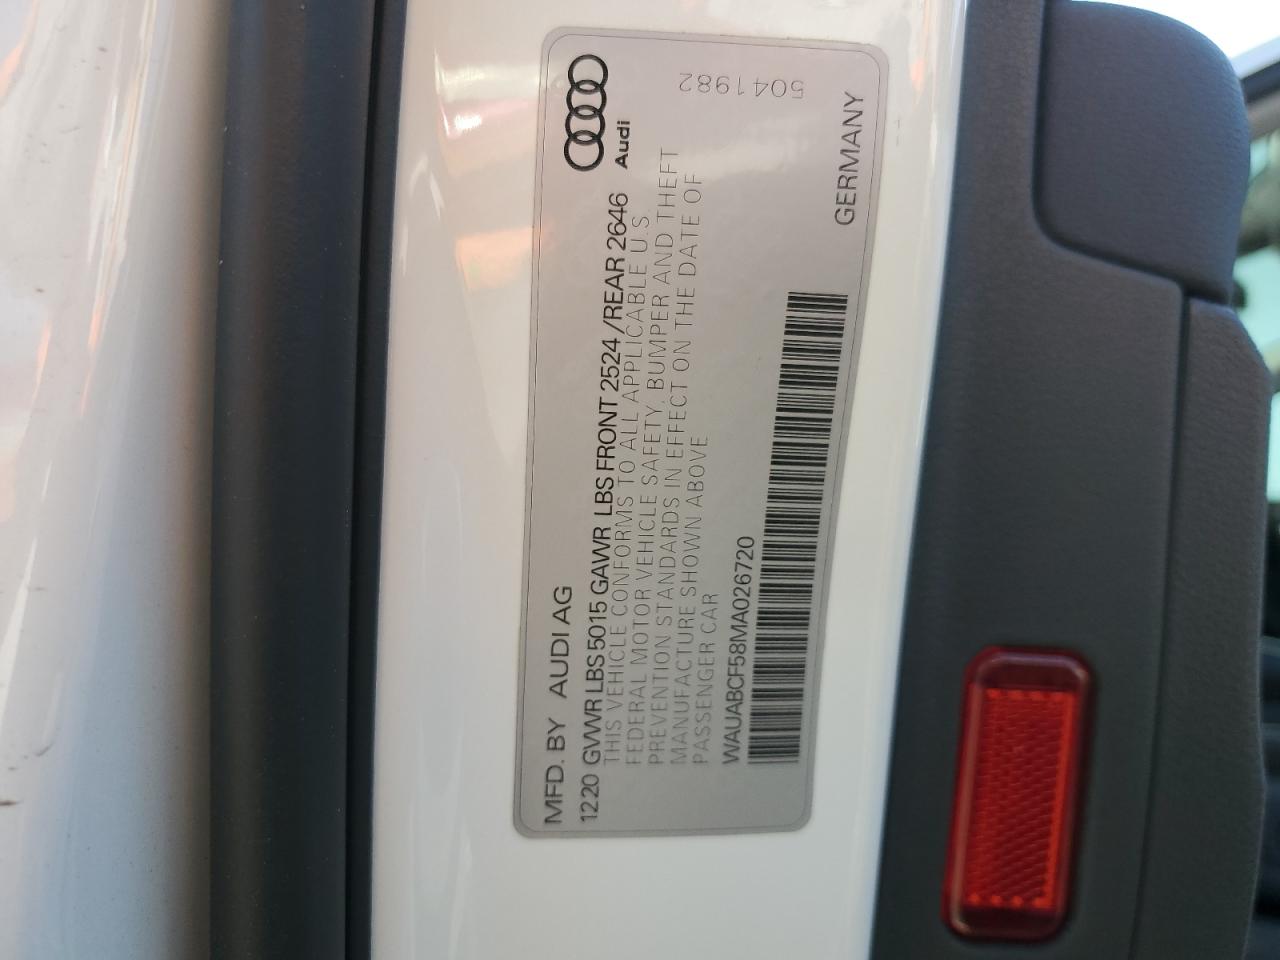 MFD. BY AUDI AG
1220 GVWR LBS 5015 GAWR LBS FRONT 2524 /REAR 2646
Audi
THIS VEHICLE CONFORMS TO ALL APPLICABLE U.S.
FEDERAL MOTOR VEHICLE SAFETY, BUMPER AND THEFT
PREVENTION STANDARDS IN EFFECT ON THE DATE OF
MANUFACTURE SHOWN ABOVE
PASSENGER CAR
WAUABCF58MA026720
GERMANY
5041982